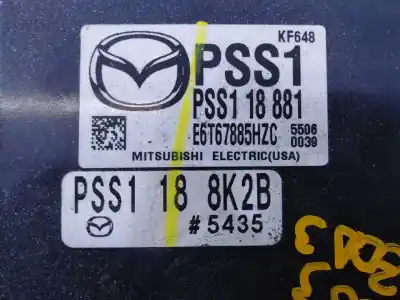 KF648
PSS1
PSS1 18 881
E6T67885HZC
5506
0039
MITSUBISHI ELECTRIC(USA)
PSS1 18 8K2B
#5435